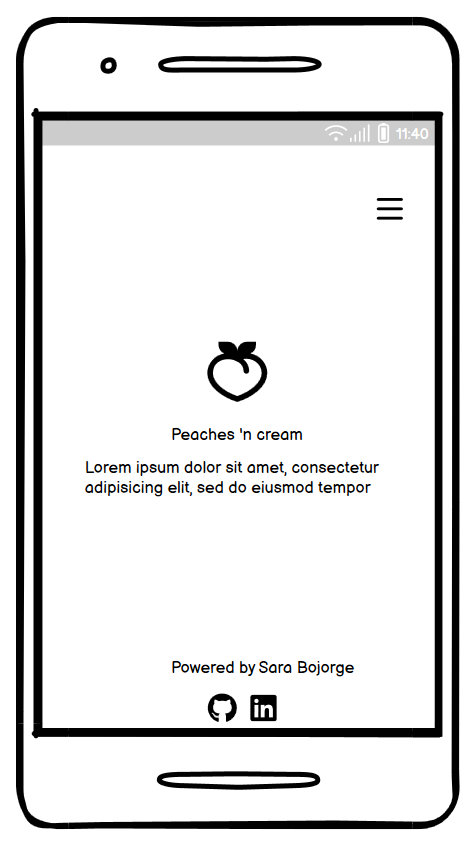 11:40
Peaches 'n cream
Lorem ipsum dolor sit amet, consectetur
adipisicing elit, sed do eiusmod tempor
Powered by Sara Bojorge
in